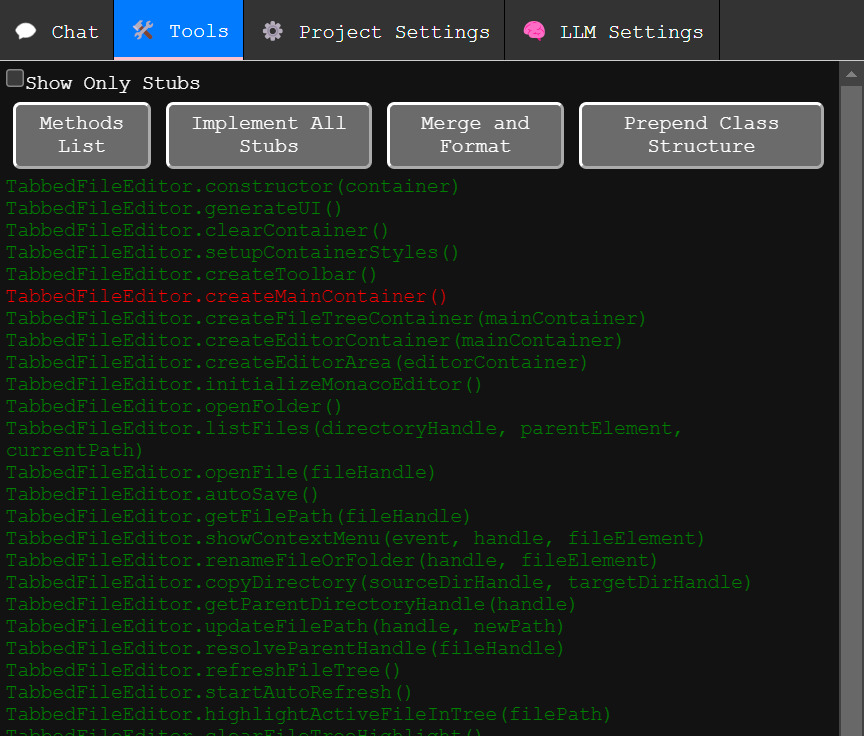 Chat Tools Project Settings LLM Settings
Show Only Stubs
Methods List
Implement All Stubs
Merge and Format
Prepend Class Structure
TabbedFileEditor.constructor(container)
TabbedFileEditor.generateUI()
TabbedFileEditor.clearContainer()
TabbedFileEditor.setupContainerStyles()
TabbedFileEditor.createToolbar()
TabbedFileEditor.createMainContainer()
TabbedFileEditor.createFileTreeContainer(mainContainer)
TabbedFileEditor.createEditorContainer(mainContainer)
TabbedFileEditor.createEditorArea(editorContainer)
TabbedFileEditor.initializeMonacoEditor()
TabbedFileEditor.openFolder()
TabbedFileEditor.listFiles(directoryHandle, parentElement,
currentPath)
TabbedFileEditor.openFile(fileHandle)
TabbedFileEditor.autoSave()
TabbedFileEditor.getFilePath(fileHandle)
TabbedFileEditor.showContextMenu(event, handle, fileElement)
TabbedFileEditor.renameFileOrFolder(handle, fileElement)
TabbedFileEditor.copyDirectory(sourceDirHandle, targetDirHandle)
TabbedFileEditor.getParentDirectoryHandle(handle)
TabbedFileEditor.updateFilePath(handle, newPath)
TabbedFileEditor.resolveParentHandle(fileHandle)
TabbedFileEditor.refreshFileTree()
TabbedFileEditor.startAutoRefresh()
TabbedFileEditor.highlightActiveFileInTree(filePath)
TabbedFileEditor.clearFileTreeHighlight()